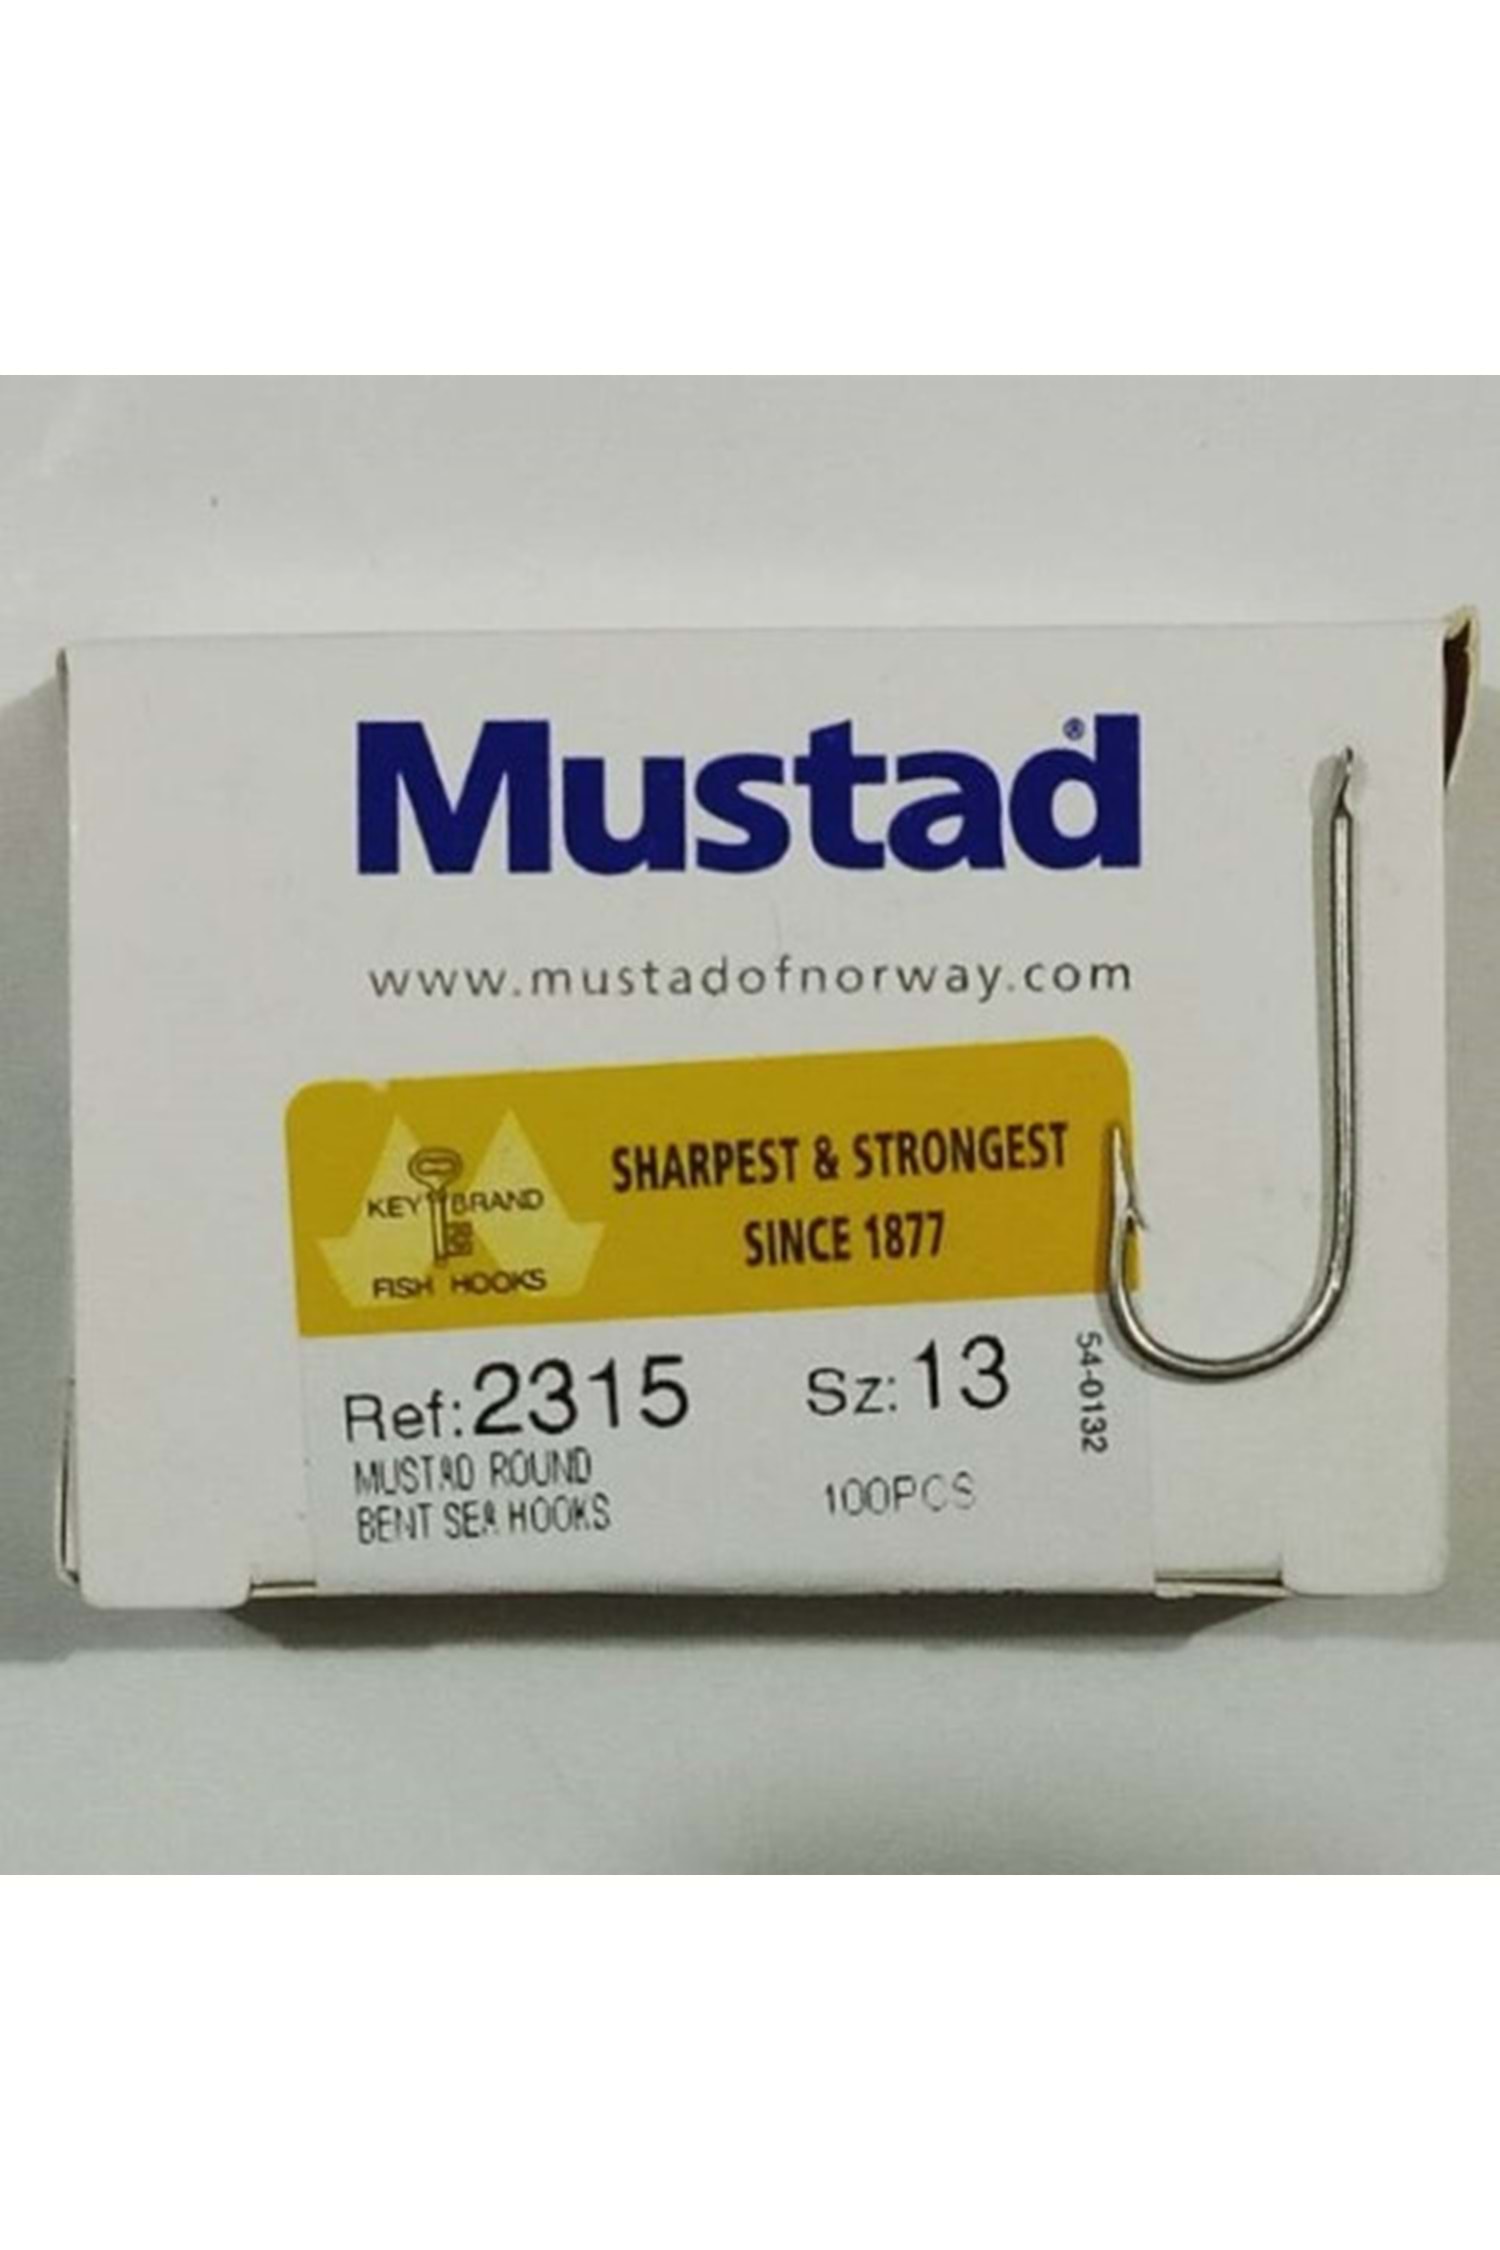 Mustad®
www.mustadofnorway.com
KEY BRAND
FISH HOOKS
SHARPEST & STRONGEST
SINCE 1877
Ref:2315
Sz:13
MUSTAD ROUND
BENT SEA HOOKS
100PCS
54-0132